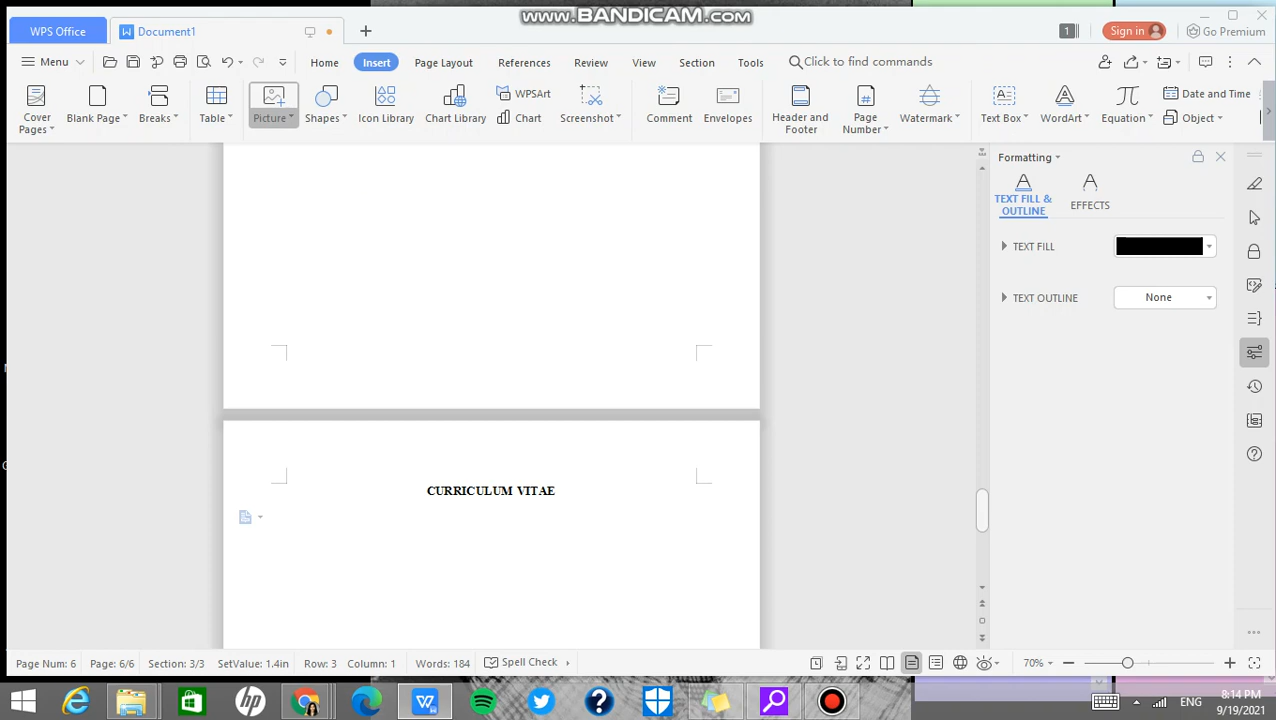 www.BANDICAM.com
WPS Office
Document1
1
Sign in
Go Premium
Menu
Home
Insert
Page Layout
References
Review
View
Section
Tools
Click to find commands
Cover Pages
Blank Page
Breaks
Table
Picture
Shapes
Icon Library
Chart Library
WPSArt
Chart
Screenshot
Comment
Envelopes
Header and Footer
Page Number
Watermark
Text Box
WordArt
Equation
Date and Time
Object
Formatting
TEXT FILL & OUTLINE
EFFECTS
TEXT FILL
TEXT OUTLINE
None
CURRICULUM VITAE
Page Num: 6
Page: 6/6
Section: 3/3
SetValue: 1.4in
Row: 3
Column: 1
Words: 184
Spell Check
70%
ENG
8:14 PM
9/19/2021